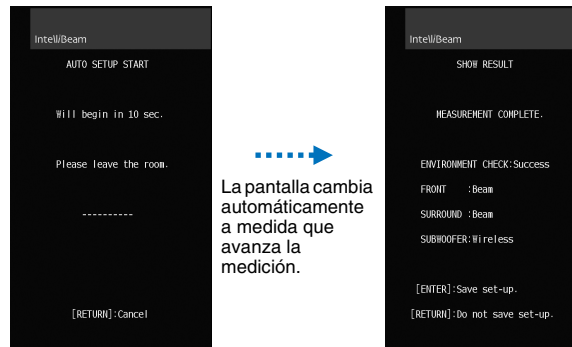 IntelliBeam
AUTO SETUP START
Will begin in 10 sec.
Please leave the room.
----------
[RETURN]:Cancel
La pantalla cambia
automáticamente
a medida que
avanza la
medición.
IntelliBeam
SHOW RESULT
MEASUREMENT COMPLETE.
ENVIRONMENT CHECK:Success
FRONT :Beam
SURROUND :Beam
SUBWOOFER:Wireless
[ENTER]:Save set-up.
[RETURN]:Do not save set-up.